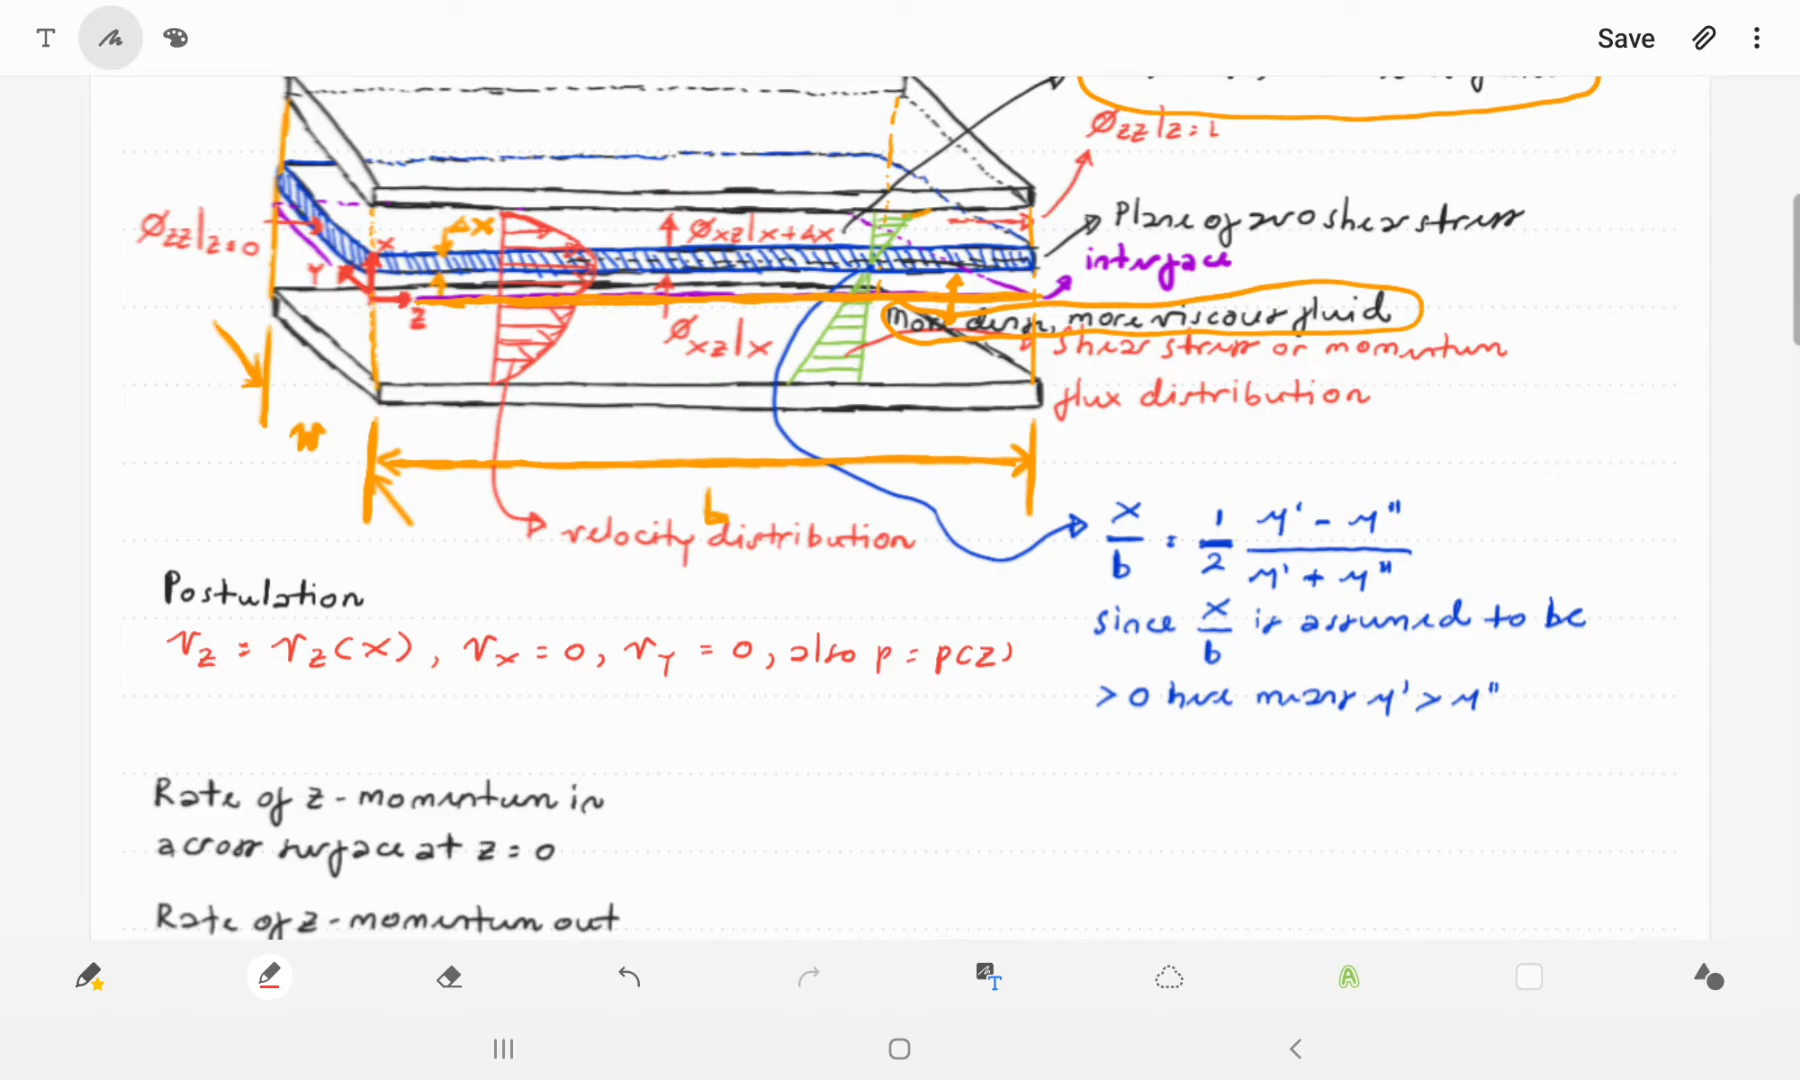 T
Save
ϕzz|z=L
Plane of zero shear stress
ϕzz|z=0
Δx
ϕxz|x+Δx
interface
x
Y
z
ϕxz|x
More dense, more viscous fluid
shear stress or momentum
flux distribution
W
L
velocity distribution
x/b = 1/2 (μ' - μ")/(μ' + μ")
since x/b is assumed to be
> 0 here means μ' > μ"
Postulation
vz = vz(x), vx = 0, vy = 0, also p = p(z)
Rate of z-momentum in
across surface at z = 0
Rate of z-momentum out
T
A